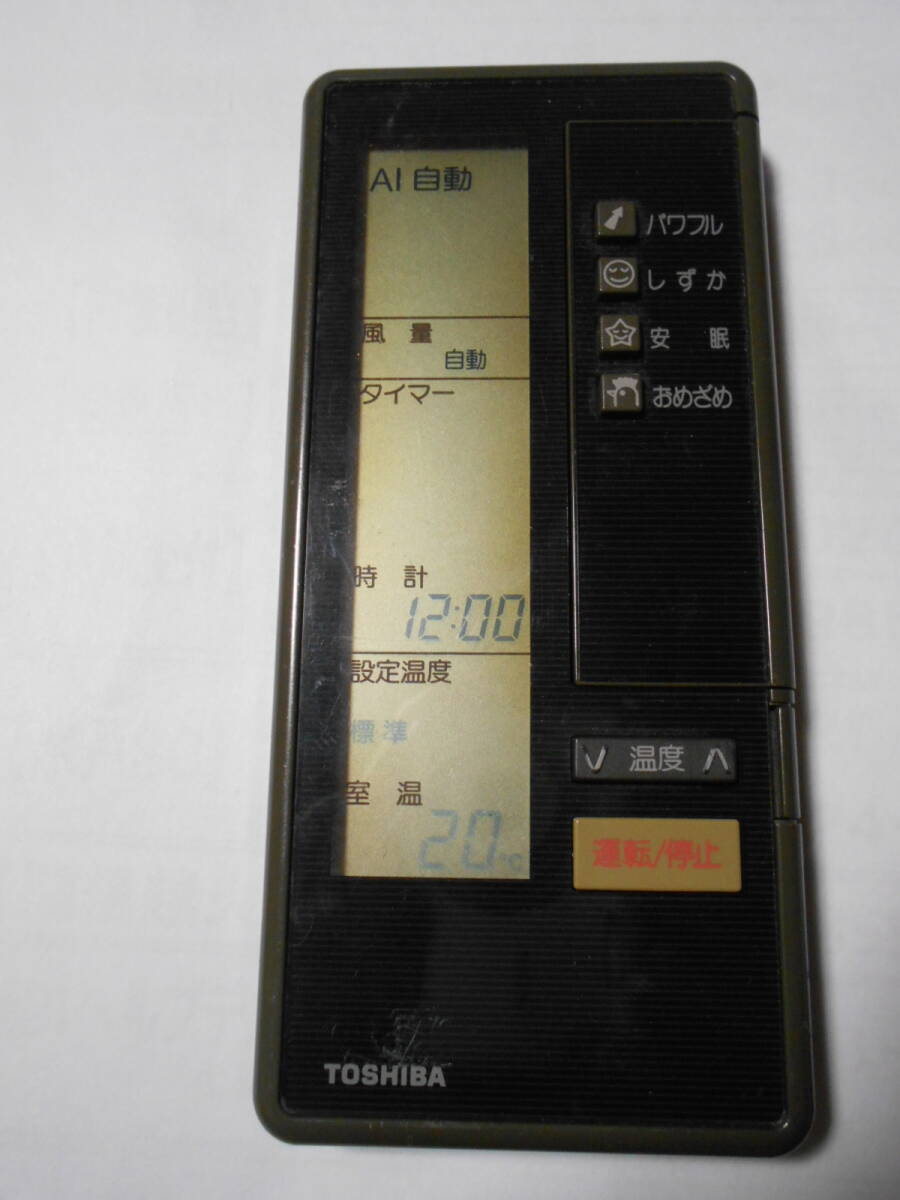 AI 自動
風 量
自動
タイマー
時 計
12:00
設定温度
標準
室 温
20℃
パワフル
しずか
安 眠
おめざめ
∨ 温度 ∧
運転/停止
TOSHIBA